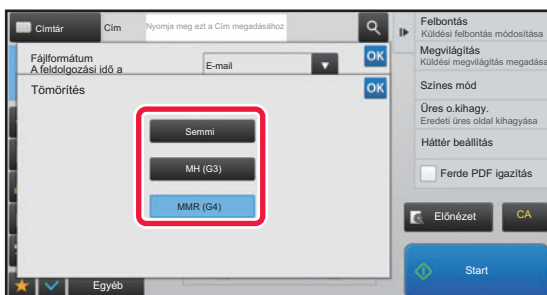 Címtár
Cím
Nyomja meg ezt a Cím megadásához
Fájlformátum
A feldolgozási idő a
E-mail
OK
Tömörítés
OK
Semmi
MH (G3)
MMR (G4)
Egyéb
Felbontás
Küldési felbontás módosítása
Megvilágítás
Küldési megvilágítás megadása
Színes mód
Üres o.kihagy.
Eredeti üres oldal kihagyása
Háttér beállítás
Ferde PDF igazítás
Előnézet
CA
Start